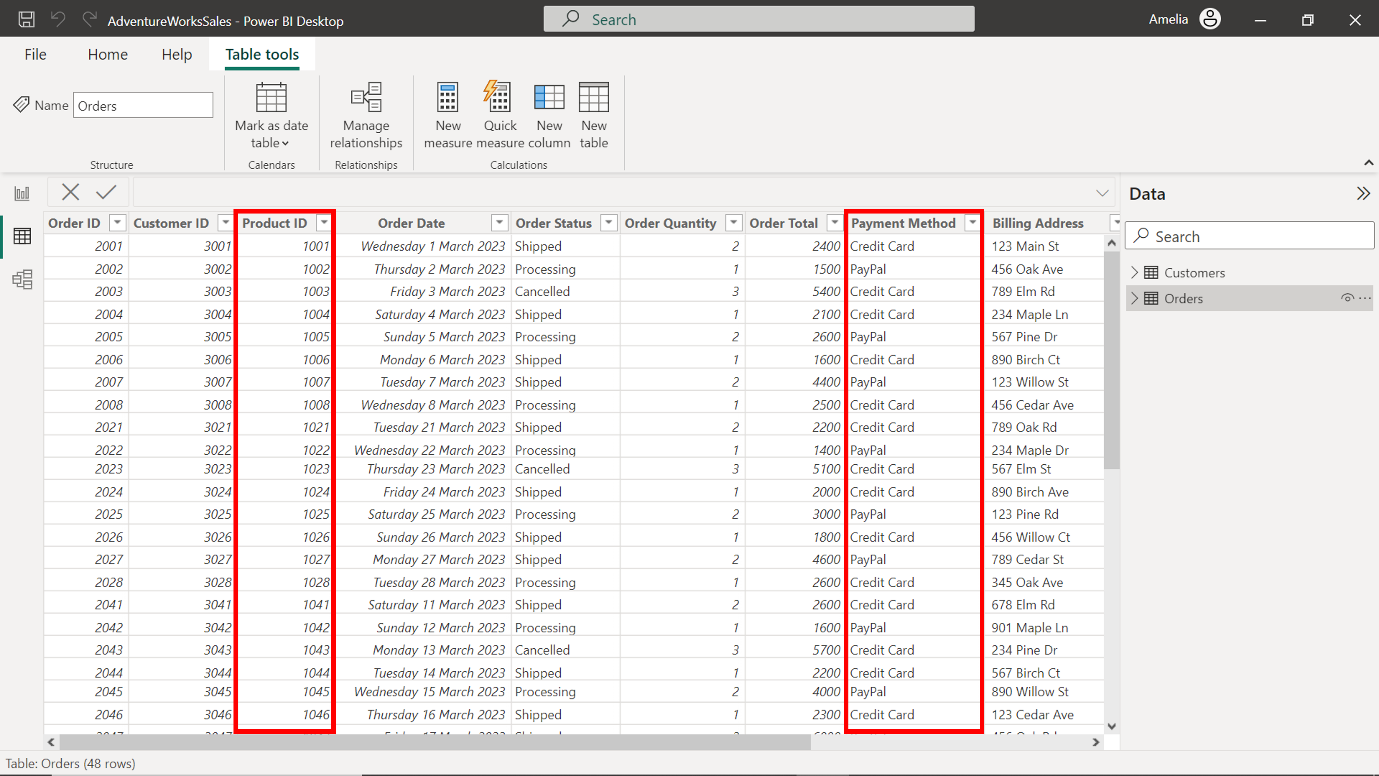 AdventureWorksSales - Power BI Desktop
Search
Amelia
File Home Help Table tools
Name Orders
Mark as date table
Manage relationships
New measure
Quick measure
New column
New table
Structure
Calendars
Relationships
Calculations
Data
Search
Customers
Orders
Order ID Customer ID Product ID Order Date Order Status Order Quantity Order Total Payment Method Billing Address
2001 3001 1001 Wednesday 1 March 2023 Shipped 2 2400 Credit Card 123 Main St
2002 3002 1002 Thursday 2 March 2023 Processing 1 1500 PayPal 456 Oak Ave
2003 3003 1003 Friday 3 March 2023 Cancelled 3 5400 Credit Card 789 Elm Rd
2004 3004 1004 Saturday 4 March 2023 Shipped 1 2100 Credit Card 234 Maple Ln
2005 3005 1005 Sunday 5 March 2023 Processing 2 2600 PayPal 567 Pine Dr
2006 3006 1006 Monday 6 March 2023 Shipped 1 1600 Credit Card 890 Birch Ct
2007 3007 1007 Tuesday 7 March 2023 Shipped 2 4400 PayPal 123 Willow St
2008 3008 1008 Wednesday 8 March 2023 Processing 1 2500 Credit Card 456 Cedar Ave
2021 3021 1021 Tuesday 21 March 2023 Shipped 2 2200 Credit Card 789 Oak Rd
2022 3022 1022 Wednesday 22 March 2023 Processing 1 1400 PayPal 234 Maple Dr
2023 3023 1023 Thursday 23 March 2023 Cancelled 3 5100 Credit Card 567 Elm St
2024 3024 1024 Friday 24 March 2023 Shipped 1 2000 Credit Card 890 Birch Ave
2025 3025 1025 Saturday 25 March 2023 Processing 2 3000 PayPal 123 Pine Rd
2026 3026 1026 Sunday 26 March 2023 Shipped 1 1800 Credit Card 456 Willow Ct
2027 3027 1027 Monday 27 March 2023 Shipped 2 4600 PayPal 789 Cedar St
2028 3028 1028 Tuesday 28 March 2023 Processing 1 2600 Credit Card 345 Oak Ave
2041 3041 1041 Saturday 11 March 2023 Shipped 2 2600 Credit Card 678 Elm Rd
2042 3042 1042 Sunday 12 March 2023 Processing 1 1600 PayPal 901 Maple Ln
2043 3043 1043 Monday 13 March 2023 Cancelled 3 5700 Credit Card 234 Pine Dr
2044 3044 1044 Tuesday 14 March 2023 Shipped 1 2200 Credit Card 567 Birch Ct
2045 3045 1045 Wednesday 15 March 2023 Processing 2 4000 PayPal 890 Willow St
2046 3046 1046 Thursday 16 March 2023 Shipped 1 2300 Credit Card 123 Cedar Ave
Table: Orders (48 rows)